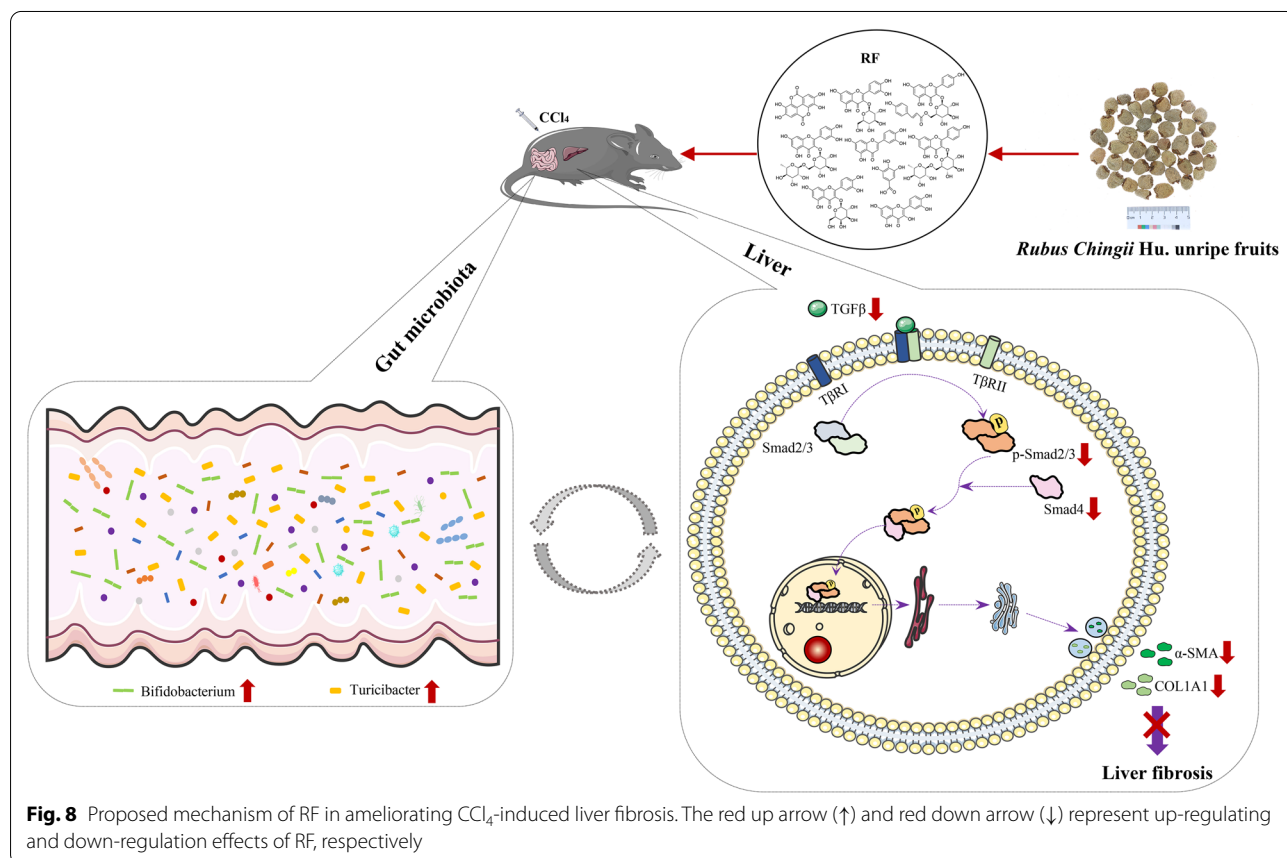 RF
CCl₄
Rubus Chingii Hu. unripe fruits
Gut microbiota
Liver
TGFβ
TβRI
TβRII
Smad2/3
P
p-Smad2/3
Smad4
P
P
α-SMA
COL1A1
Liver fibrosis
Bifidobacterium
Turicibacter
Fig. 8 Proposed mechanism of RF in ameliorating CCl₄-induced liver fibrosis. The red up arrow (↑) and red down arrow (↓) represent up-regulating
and down-regulation effects of RF, respectively